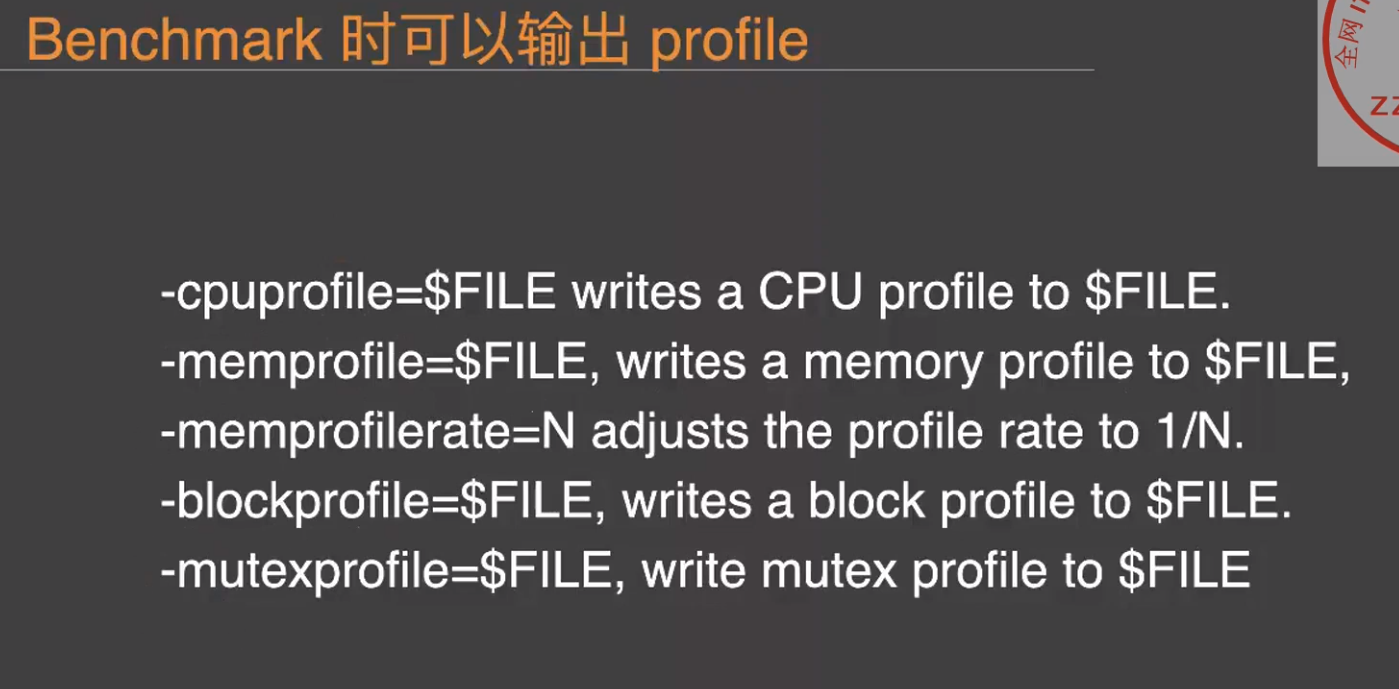 Benchmark 时可以输出 profile
全网
ZZ
-cpuprofile=$FILE writes a CPU profile to $FILE.
-memprofile=$FILE, writes a memory profile to $FILE,
-memprofilerate=N adjusts the profile rate to 1/N.
-blockprofile=$FILE, writes a block profile to $FILE.
-mutexprofile=$FILE, write mutex profile to $FILE